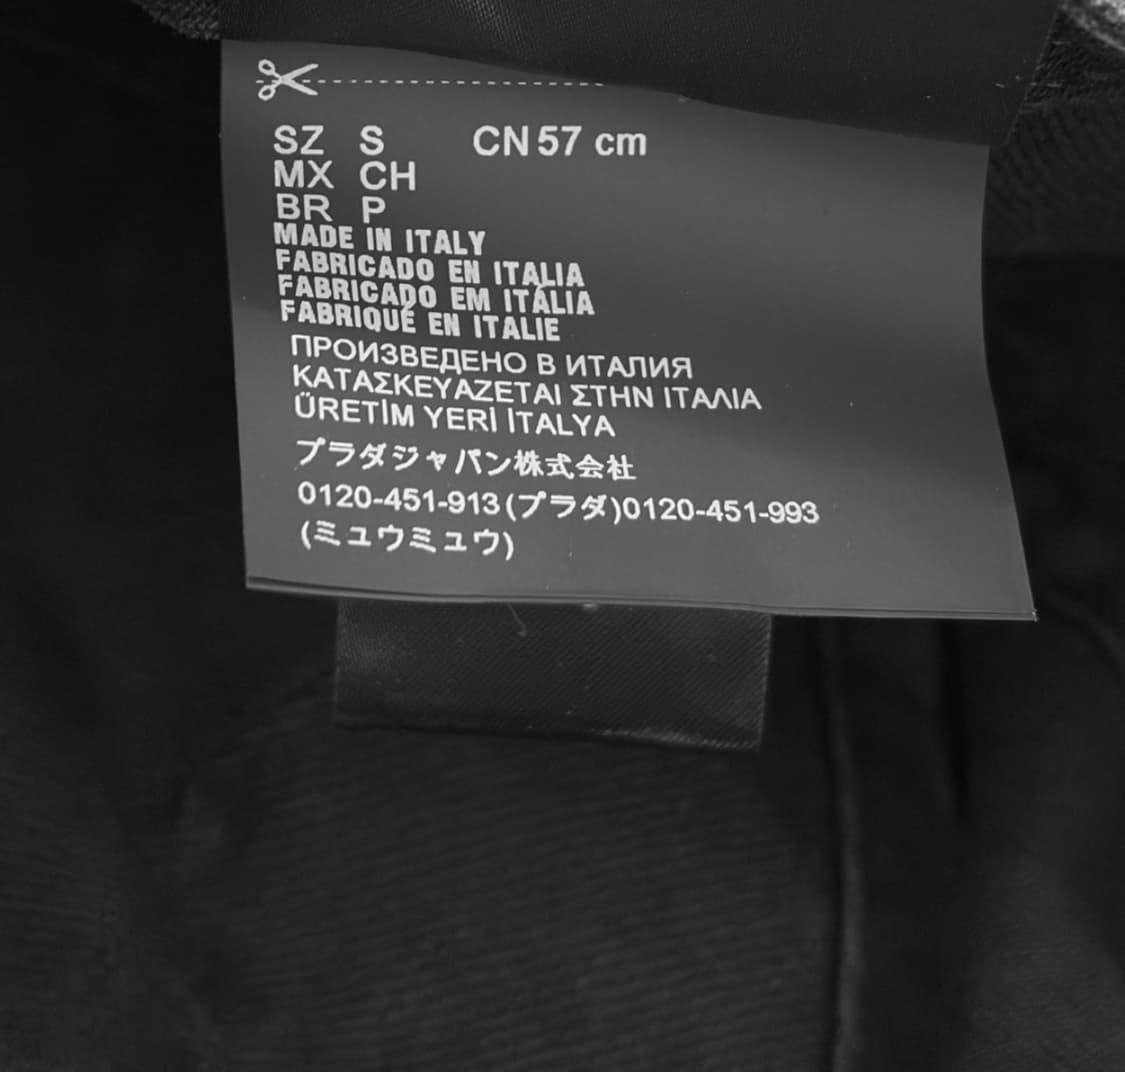 SZ S CN 57 cm
MX CH
BR P
MADE IN ITALY
FABRICADO EN ITALIA
FABRICADO EM ITÁLIA
FABRIQUÉ EN ITALIE
ПРОИЗВЕДЕНО В ИТАЛИЯ
ΚΑΤΑΣΚΕΥΑΖΕΤΑΙ ΣΤΗΝ ΙΤΑΛΙΑ
ÜRETİM YERİ İTALYA
プラダジャパン株式会社
0120-451-913(プラダ)0120-451-993
(ミュウミュウ)